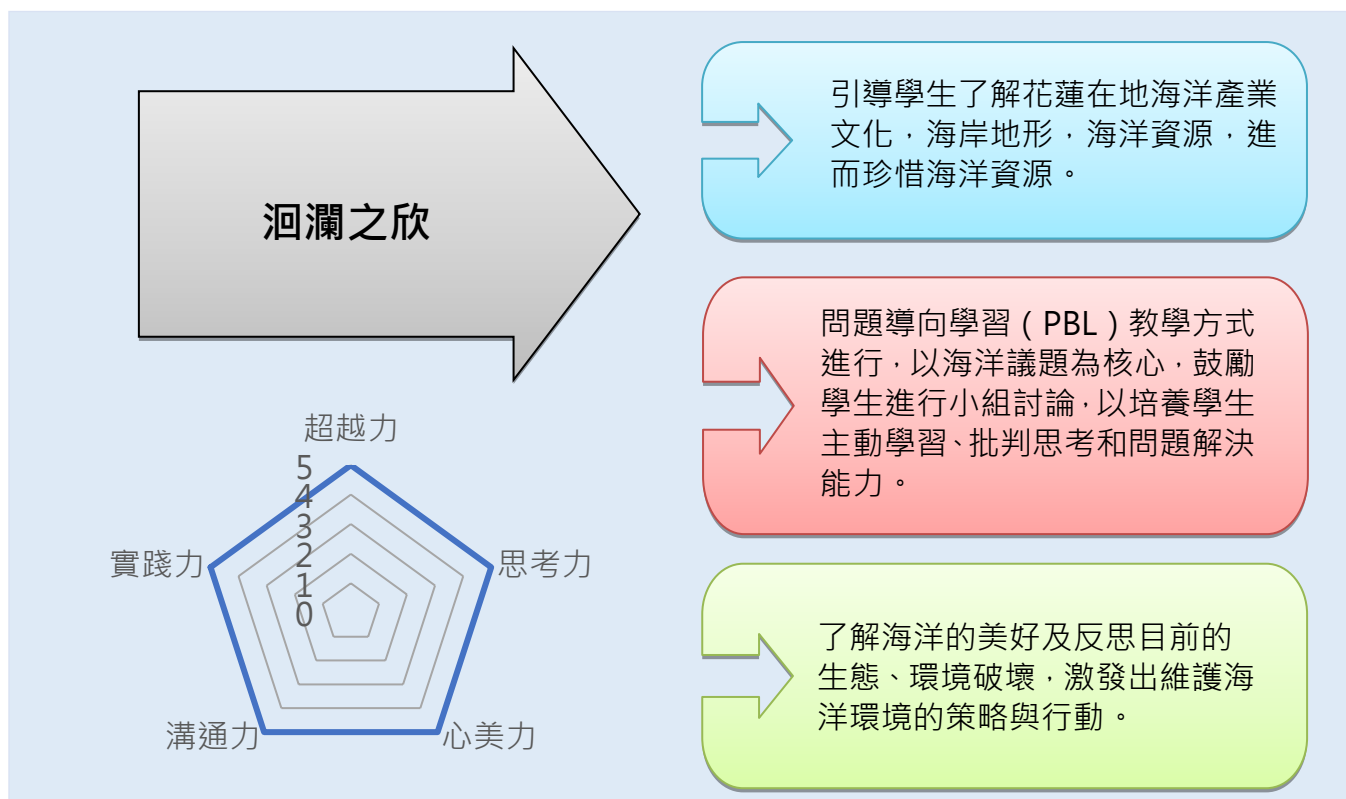 洄瀾之欣
引導學生了解花蓮在地海洋產業
文化，海岸地形，海洋資源，進
而珍惜海洋資源。
問題導向學習（PBL）教學方式
進行，以海洋議題為核心，鼓勵
學生進行小組討論，以培養學生
主動學習、批判思考和問題解決
能力。
了解海洋的美好及反思目前的
生態、環境破壞，激發出維護海
洋環境的策略與行動。
超越力
5
4
3
2
1
0
實踐力
思考力
溝通力
心美力